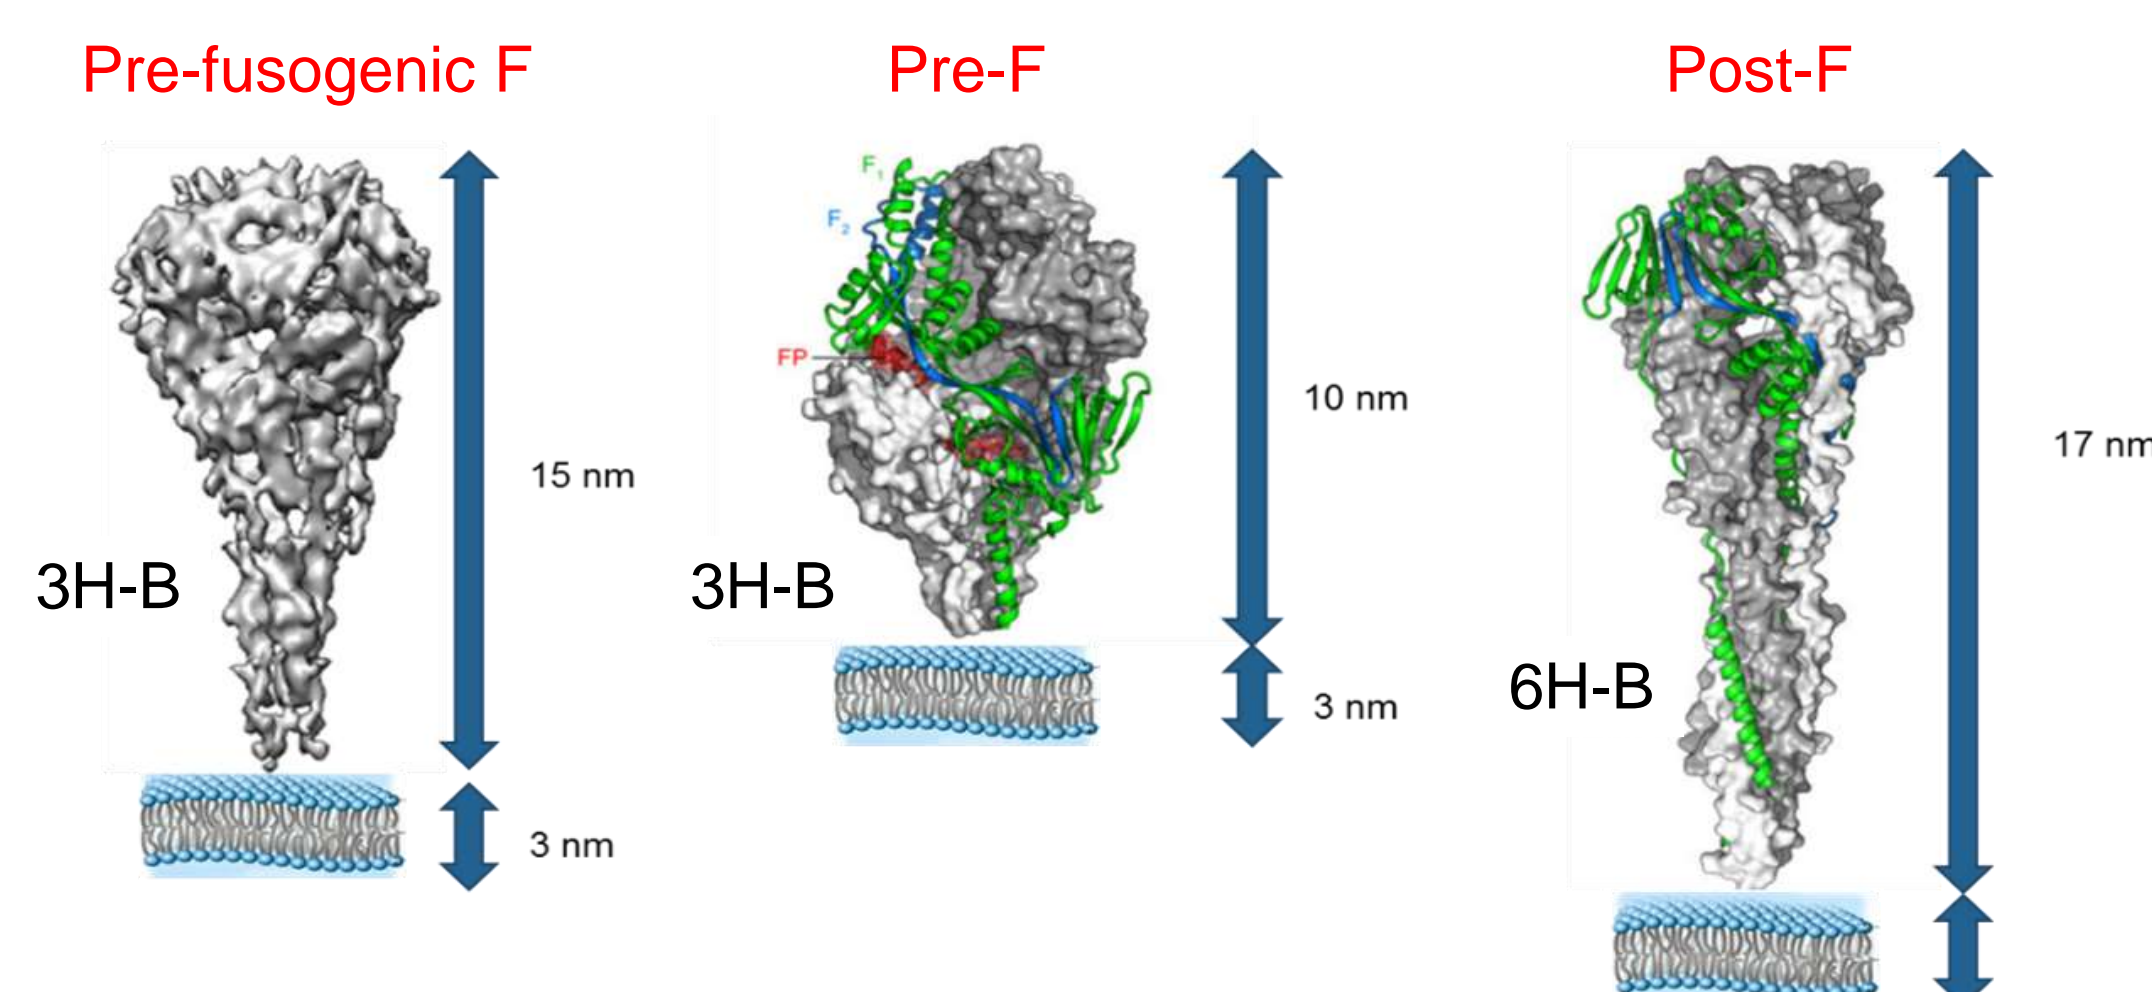 Pre-fusogenic F
Pre-F
Post-F
F₁
F₂
FP
10 nm
17 nm
15 nm
3H-B
3H-B
6H-B
3 nm
3 nm